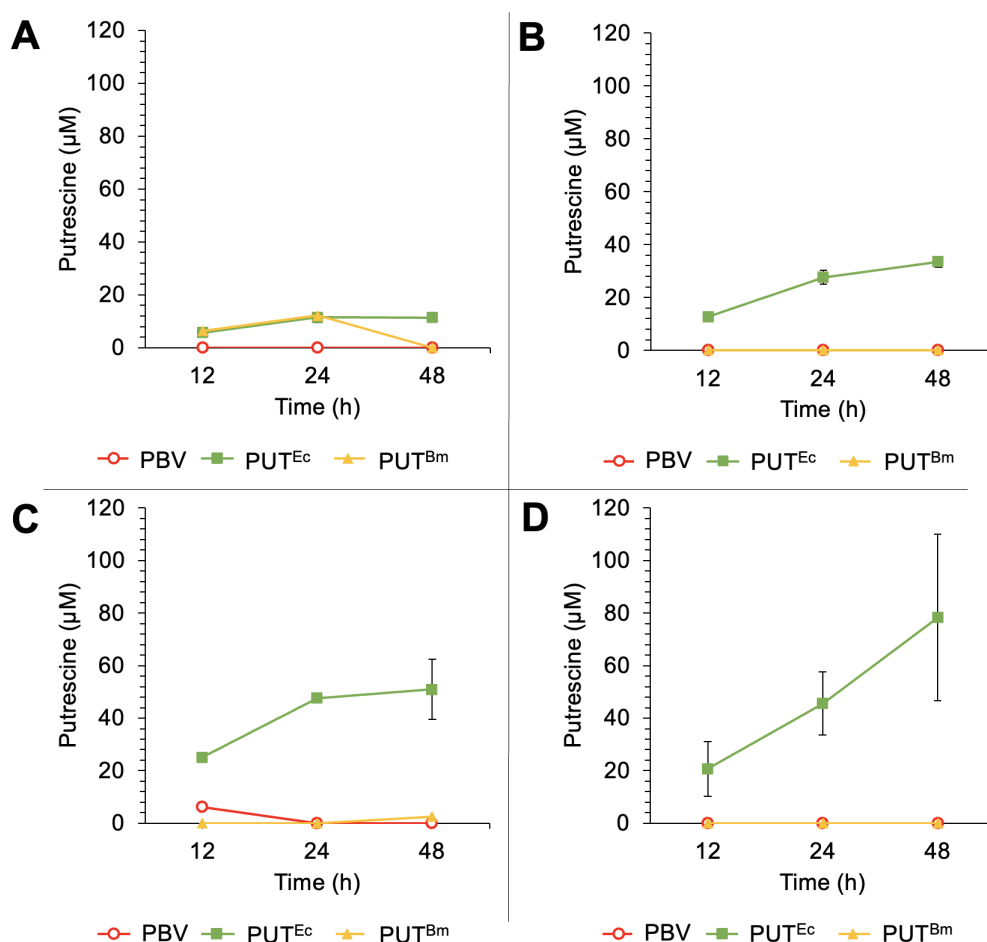 A
Putrescine (µM)
120
100
80
60
40
20
0
12 24 48
Time (h)
PBV PUTᴱᶜ PUTᴮᵐ
B
Putrescine (µM)
120
100
80
60
40
20
0
12 24 48
Time (h)
PBV PUTᴱᶜ PUTᴮᵐ
C
Putrescine (µM)
120
100
80
60
40
20
0
12 24 48
Time (h)
PBV PUTᴱᶜ PUTᴮᵐ
D
Putrescine (µM)
120
100
80
60
40
20
0
12 24 48
Time (h)
PBV PUTᴱᶜ PUTᴮᵐ